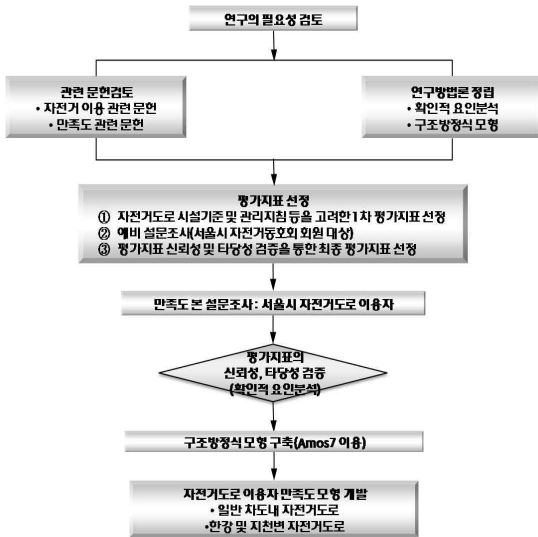 연구의 필요성 검토
관련 문헌검토
• 자전거 이용 관련 문헌
• 만족도 관련 문헌
연구방법론 정립
• 확인적 요인분석
• 구조방정식 모형
평가지표 선정
① 자전거도로 시설기준 및 관리지침 등을 고려한 1차 평가지표 선정
② 예비 설문조사(서울시 자전거동호회 회원 대상)
③ 평가지표 신뢰성 및 타당성 검증을 통한 최종 평가지표 선정
만족도 본 설문조사 : 서울시 자전거도로 이용자
평가지표의
신뢰성, 타당성 검증
(확인적 요인분석)
구조방정식 모형 구축(Amos7 이용)
자전거도로 이용자 만족도 모형 개발
• 일반 차도내 자전거도로
•한강 및 지천변 자전거도로